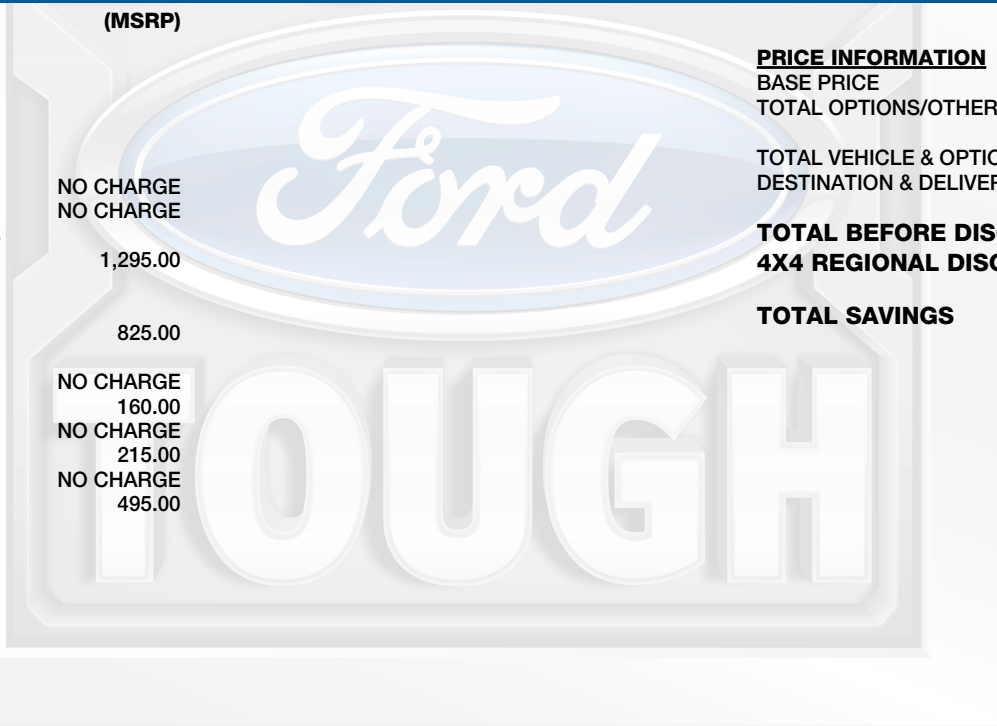 (MSRP)
NO CHARGE
NO CHARGE
1,295.00
825.00
NO CHARGE
160.00
NO CHARGE
215.00
NO CHARGE
495.00
Ford
TOUGH
PRICE INFORMATION
BASE PRICE
TOTAL OPTIONS/OTHER
TOTAL VEHICLE & OPTIO
DESTINATION & DELIVER
TOTAL BEFORE DISC
4X4 REGIONAL DISC
TOTAL SAVINGS